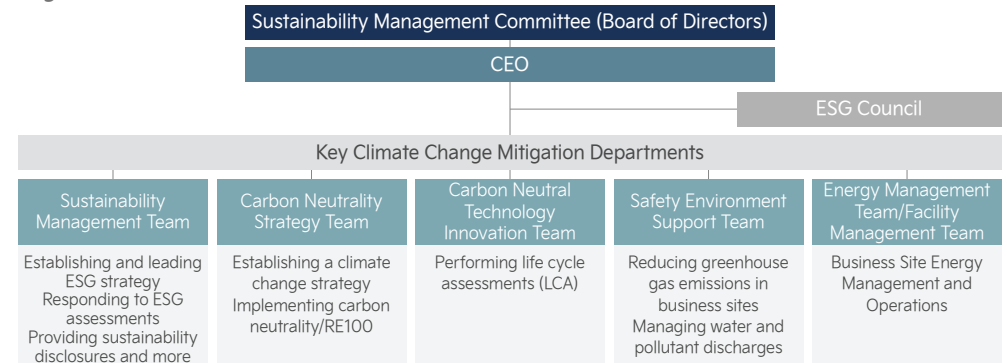 Sustainability Management Committee (Board of Directors)
CEO
ESG Council
Key Climate Change Mitigation Departments
Sustainability
Management Team
Carbon Neutrality
Strategy Team
Carbon Neutral
Technology
Innovation Team
Safety Environment
Support Team
Energy Management
Team/Facility
Management Team
Establishing and leading
ESG strategy
Responding to ESG
assessments
Providing sustainability
disclosures and more
Establishing a climate
change strategy
Implementing carbon
neutrality/RE100
Performing life cycle
assessments (LCA)
Reducing greenhouse
gas emissions in
business sites
Managing water and
pollutant discharges
Business Site Energy
Management and
Operations